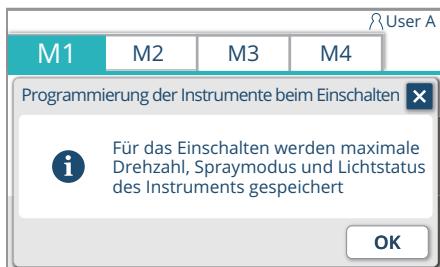 User A
M1 M2 M3 M4
Programmierung der Instrumente beim Einschalten
Für das Einschalten werden maximale
Drehzahl, Spraymodus und Lichtstatus
des Instruments gespeichert
OK